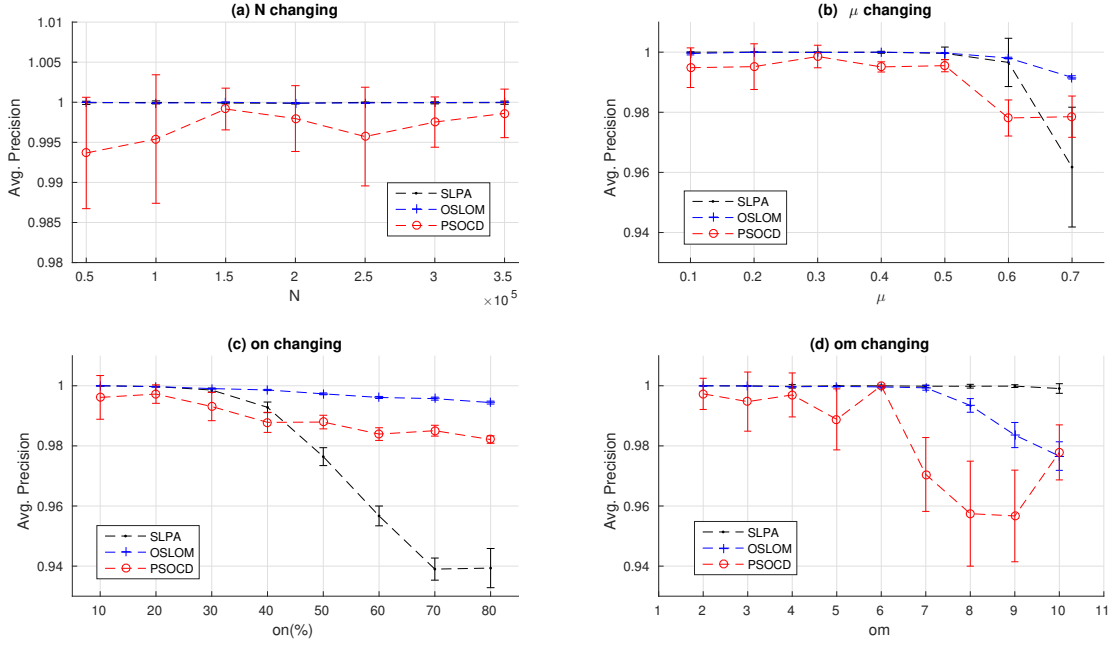 (a) N changing
1.01
1.005
1
0.995
0.99
0.985
0.98
Avg. Precision
0.5 1 1.5 2 2.5 3 3.5
N
× 10^5
SLPA
OSLOM
PSOCD
(b) μ changing
1
0.98
0.96
0.94
Avg. Precision
0.1 0.2 0.3 0.4 0.5 0.6 0.7
μ
SLPA
OSLOM
PSOCD
(c) on changing
1
0.98
0.96
0.94
Avg. Precision
10 20 30 40 50 60 70 80
on(%)
SLPA
OSLOM
PSOCD
(d) om changing
1
0.98
0.96
0.94
Avg. Precision
1 2 3 4 5 6 7 8 9 10 11
om
SLPA
OSLOM
PSOCD